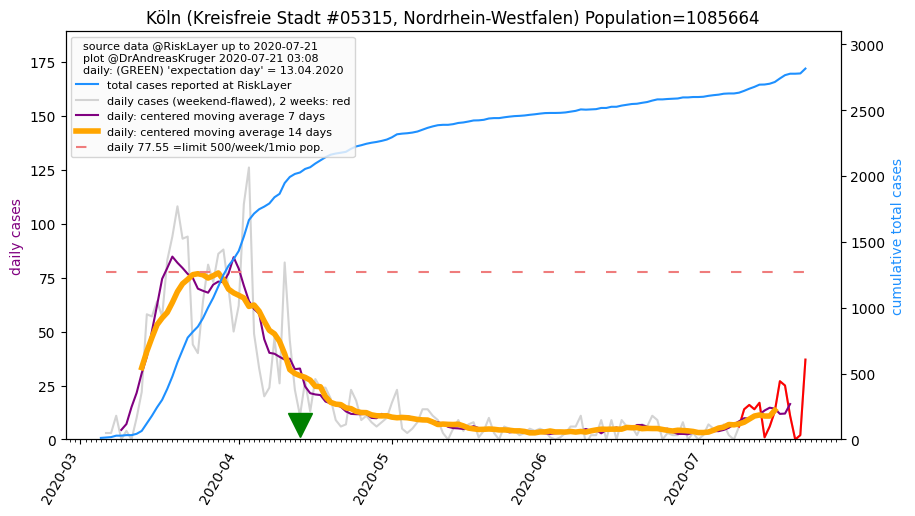 Köln (Kreisfreie Stadt #05315, Nordrhein-Westfalen) Population=1085664
source data @RiskLayer up to 2020-07-21
plot @DrAndreasKruger 2020-07-21 03:08
daily: (GREEN) 'expectation day' = 13.04.2020
total cases reported at RiskLayer
daily cases (weekend-flawed), 2 weeks: red
daily: centered moving average 7 days
daily: centered moving average 14 days
daily 77.55 =limit 500/week/1mio pop.
daily cases
175
150
125
100
75
50
25
0
3000
2500
2000
1500
1000
500
0
cumulative total cases
2020-03
2020-04
2020-05
2020-06
2020-07